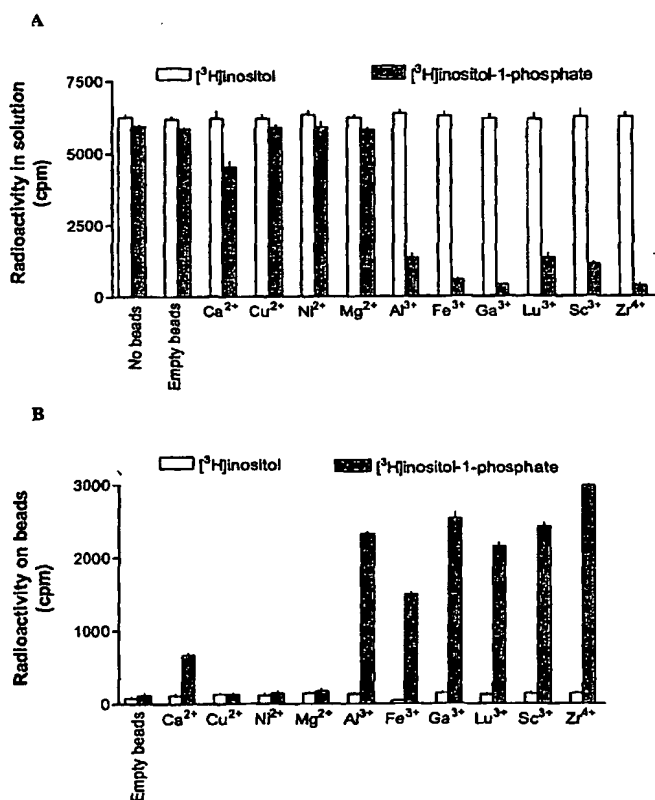 A
[³H]inositol [³H]inositol-1-phosphate
Radioactivity in solution
(cpm)
7500
5000
2500
0
No beads Empty beads Ca²⁺ Cu²⁺ Ni²⁺ Mg²⁺ Al³⁺ Fe³⁺ Ga³⁺ Lu³⁺ Sc³⁺ Zr⁴⁺
B
[³H]inositol [³H]inositol-1-phosphate
Radioactivity on beads
(cpm)
3000
2000
1000
0
Empty beads Ca²⁺ Cu²⁺ Ni²⁺ Mg²⁺ Al³⁺ Fe³⁺ Ga³⁺ Lu³⁺ Sc³⁺ Zr⁴⁺